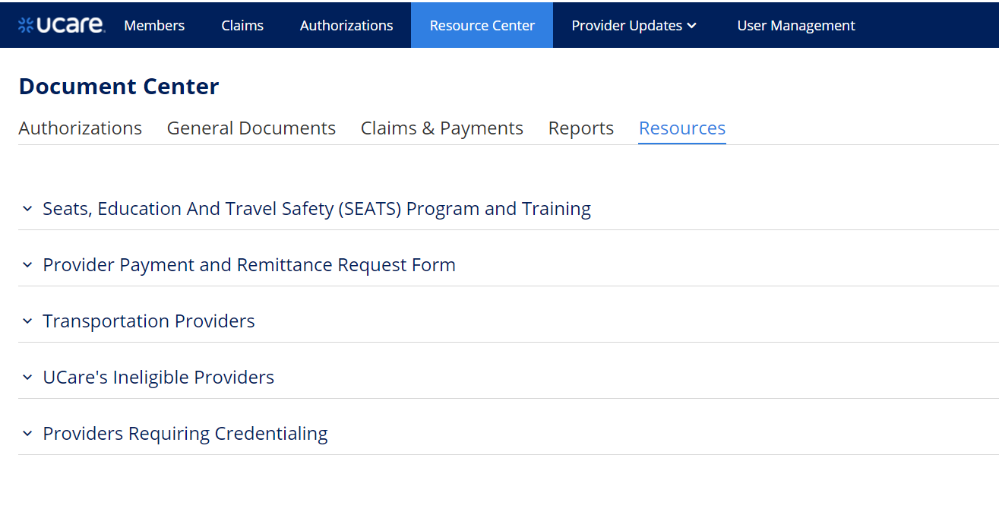 ucare. Members Claims Authorizations Resource Center Provider Updates User Management
Document Center
Authorizations General Documents Claims & Payments Reports Resources
Seats, Education And Travel Safety (SEATS) Program and Training
Provider Payment and Remittance Request Form
Transportation Providers
UCare's Ineligible Providers
Providers Requiring Credentialing